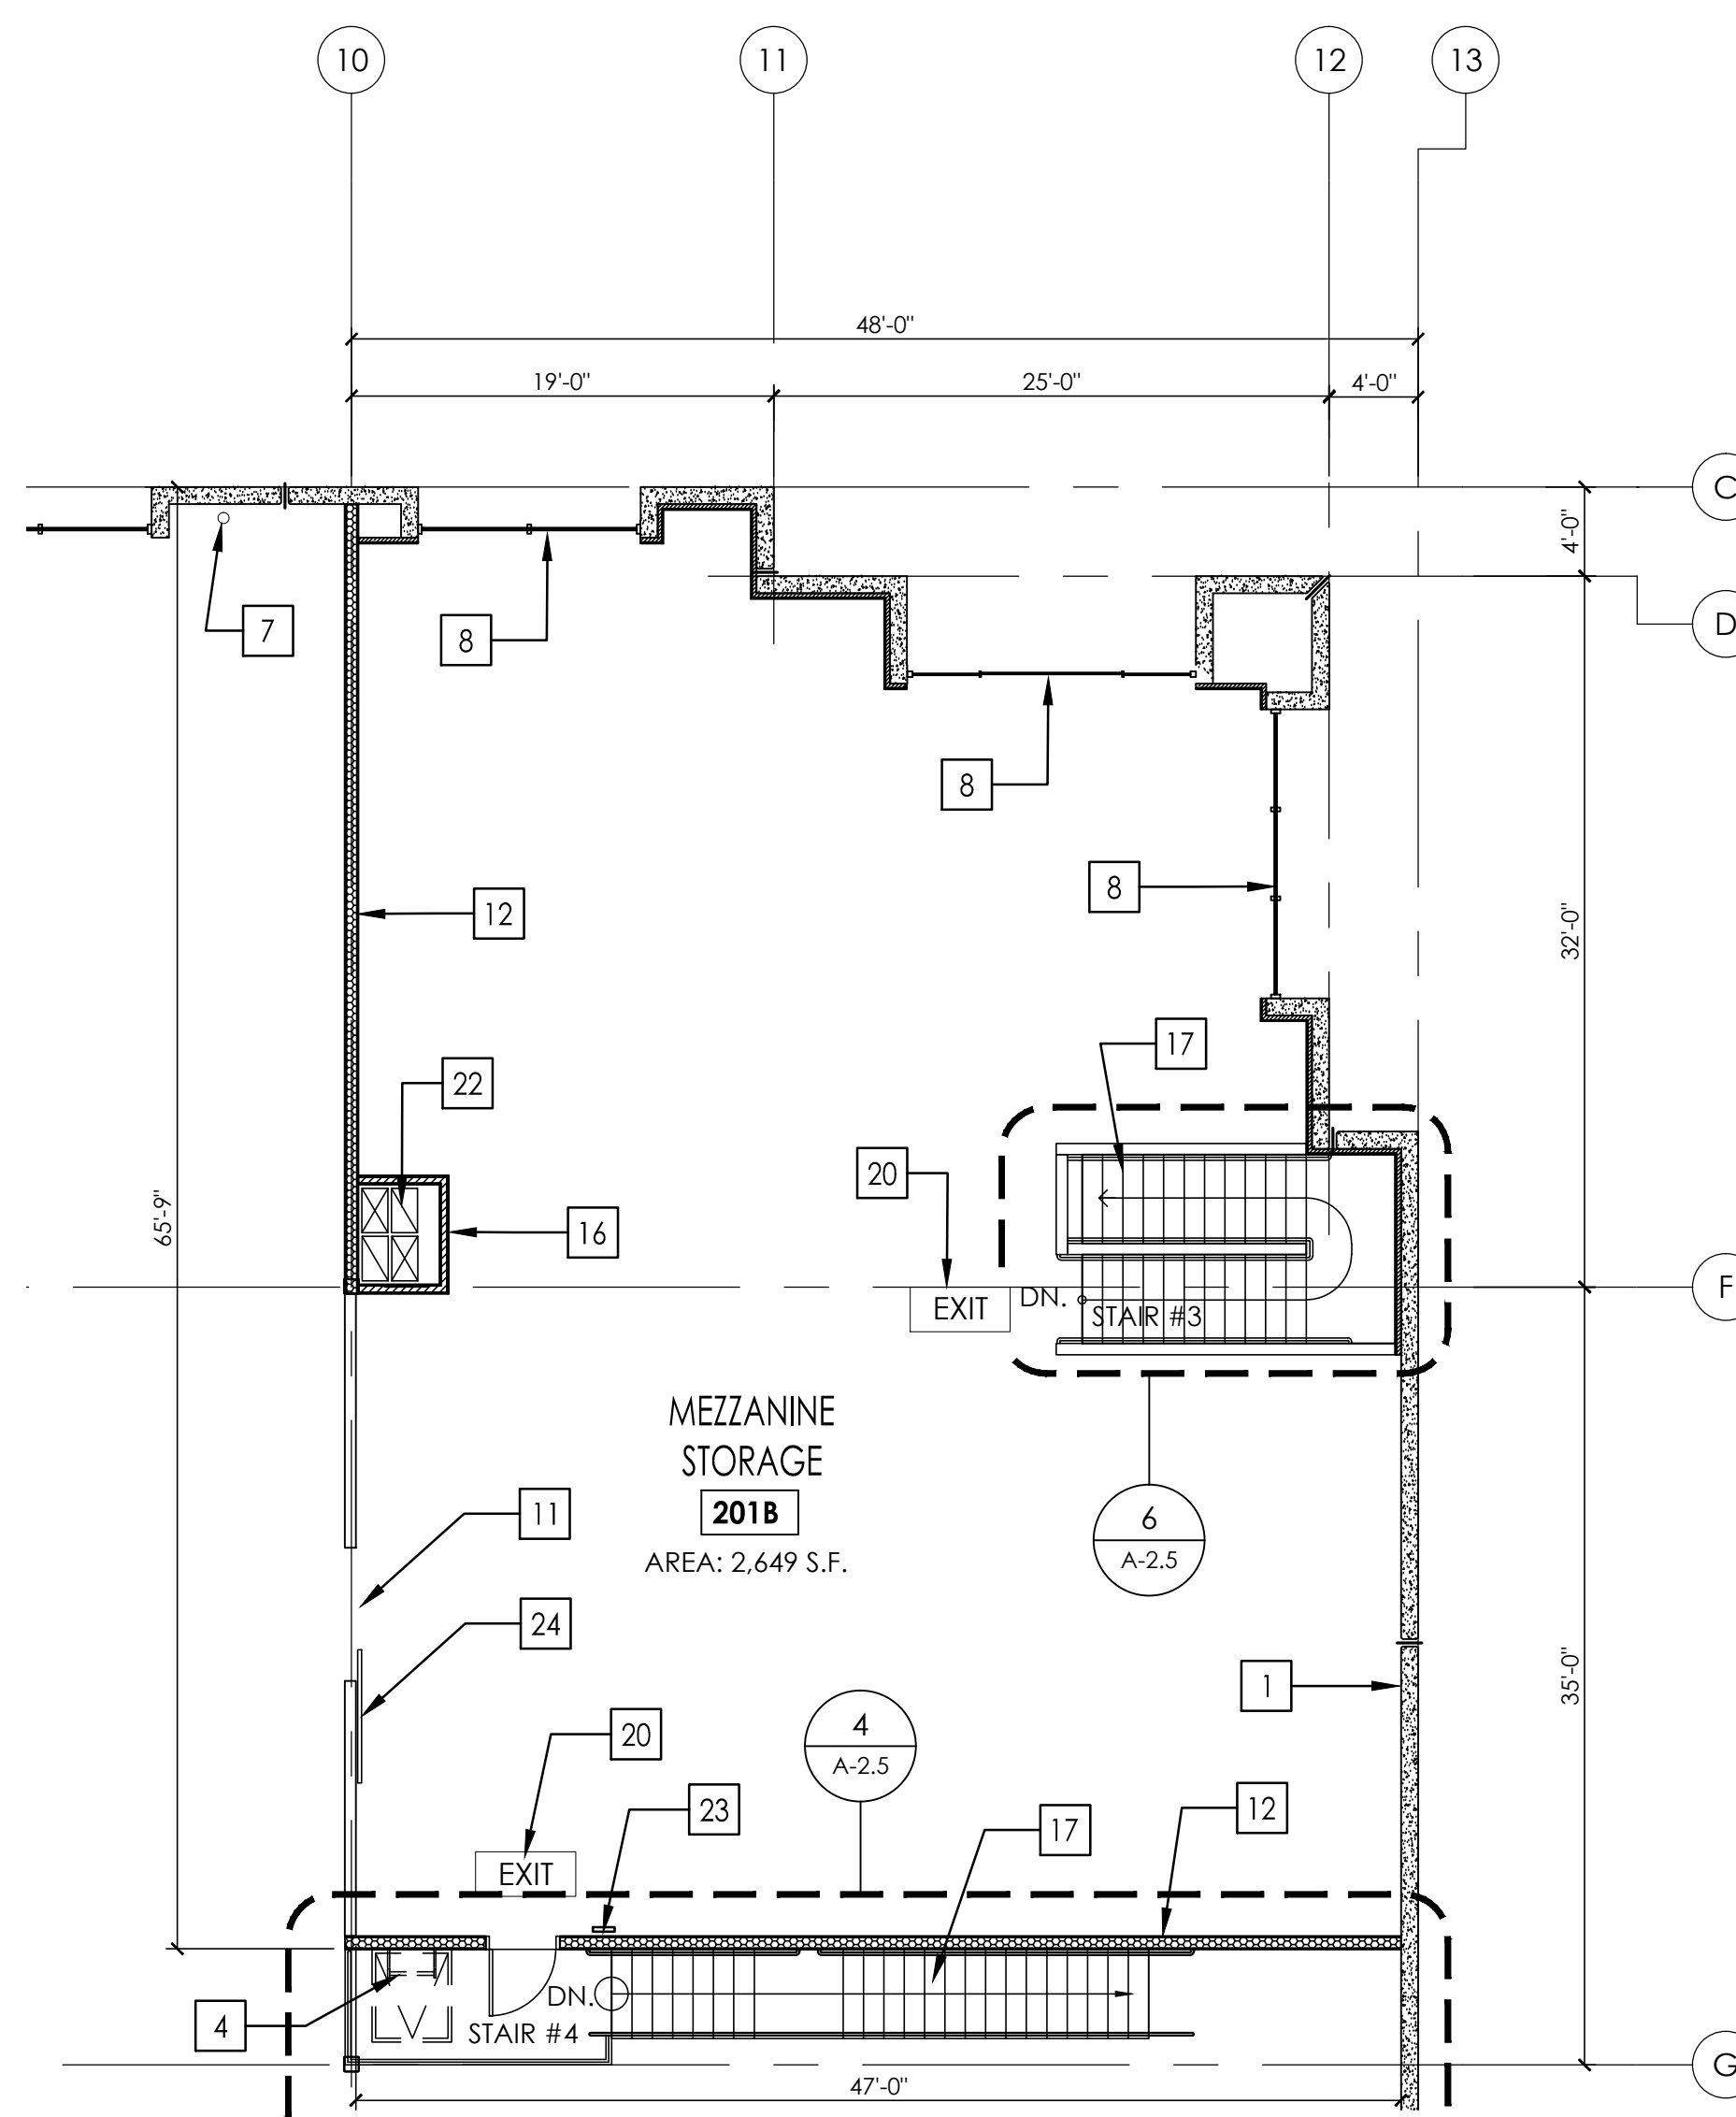 10
11
12
13
48'-0"
19'-0"
25'-0"
4'-0"
C
4'-0"
D
7
8
8
8
12
32'-0"
17
22
20
16
65'-9"
F
EXIT
DN.
STAIR #3
MEZZANINE
STORAGE
201B
AREA: 2,649 S.F.
11
6
A-2.5
24
1
35'-0"
20
4
A-2.5
23
12
17
EXIT
4
DN.
STAIR #4
G
47'-0"